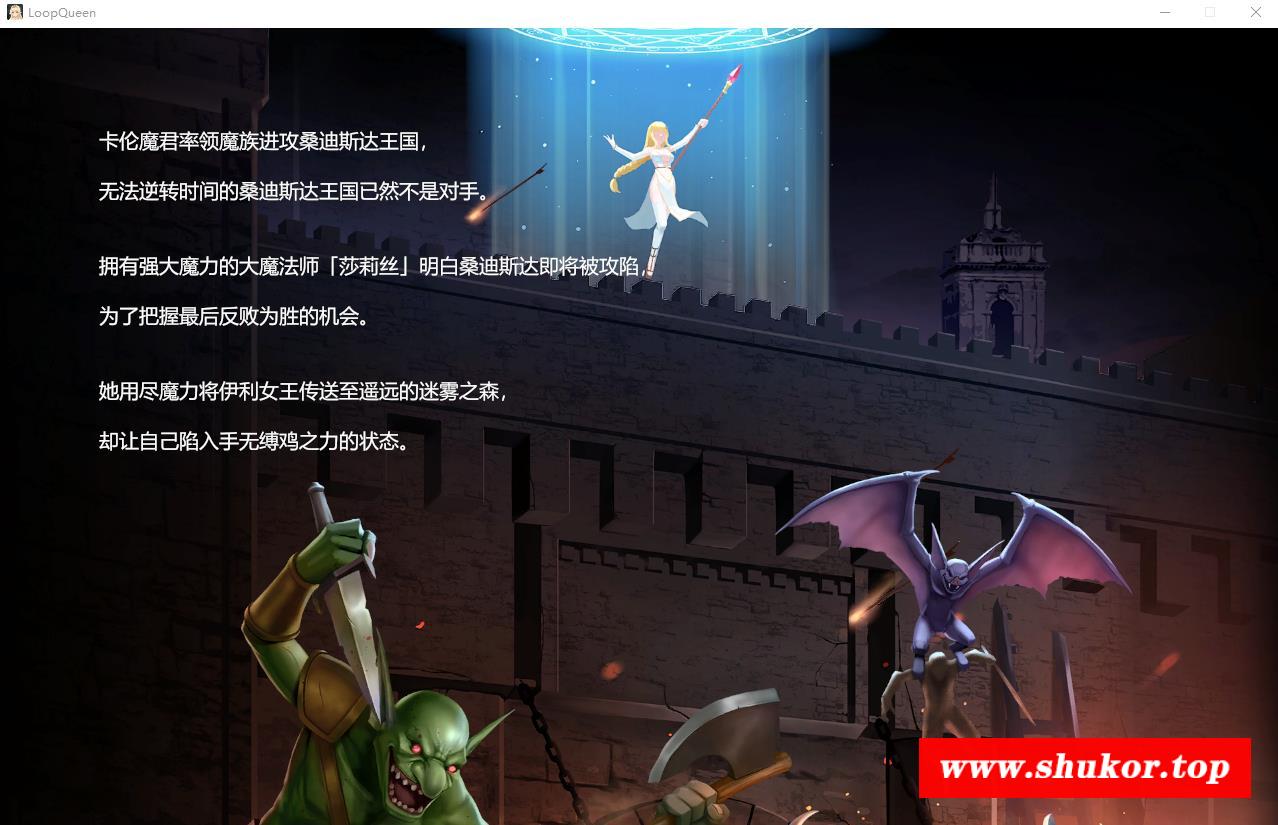 LoopQueen
卡伦魔君率领魔族进攻桑迪斯达王国，
无法逆转时间的桑迪斯达王国已然不是对手。
拥有强大魔力的大魔法师「莎莉丝」明白桑迪斯达即将被攻陷，
为了把握最后反败为胜的机会。
她用尽魔力将伊利女王传送至遥远的迷雾之森，
却让自己陷入手无缚鸡之力的状态。
www.shukor.top